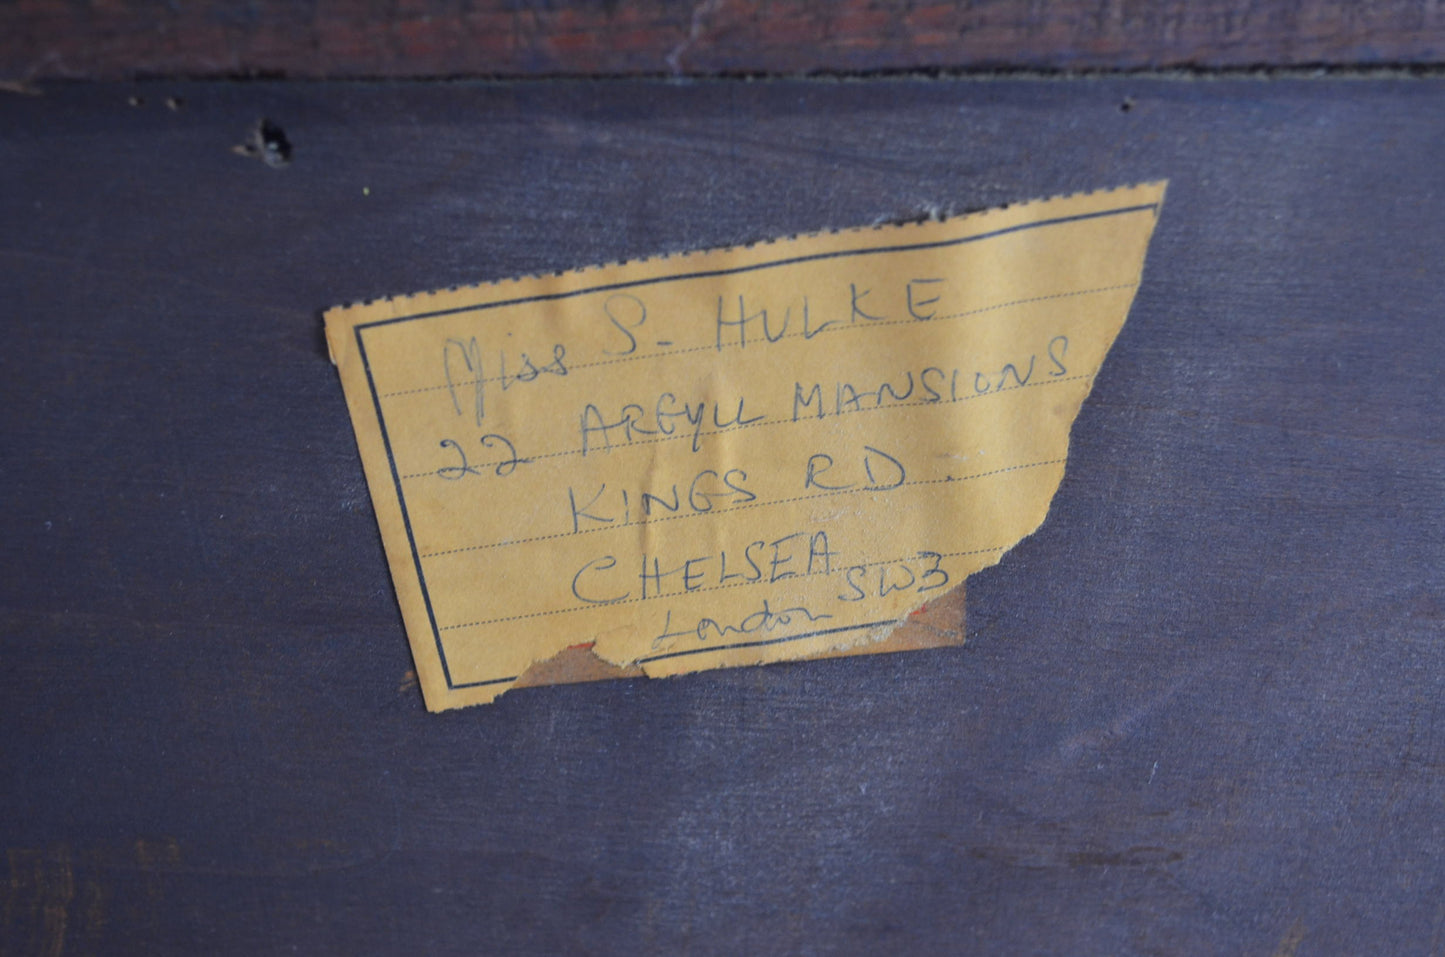 Miss S. HULKE
22 ARGYLL MANSIONS
KINGS RD.
CHELSEA
London SW3